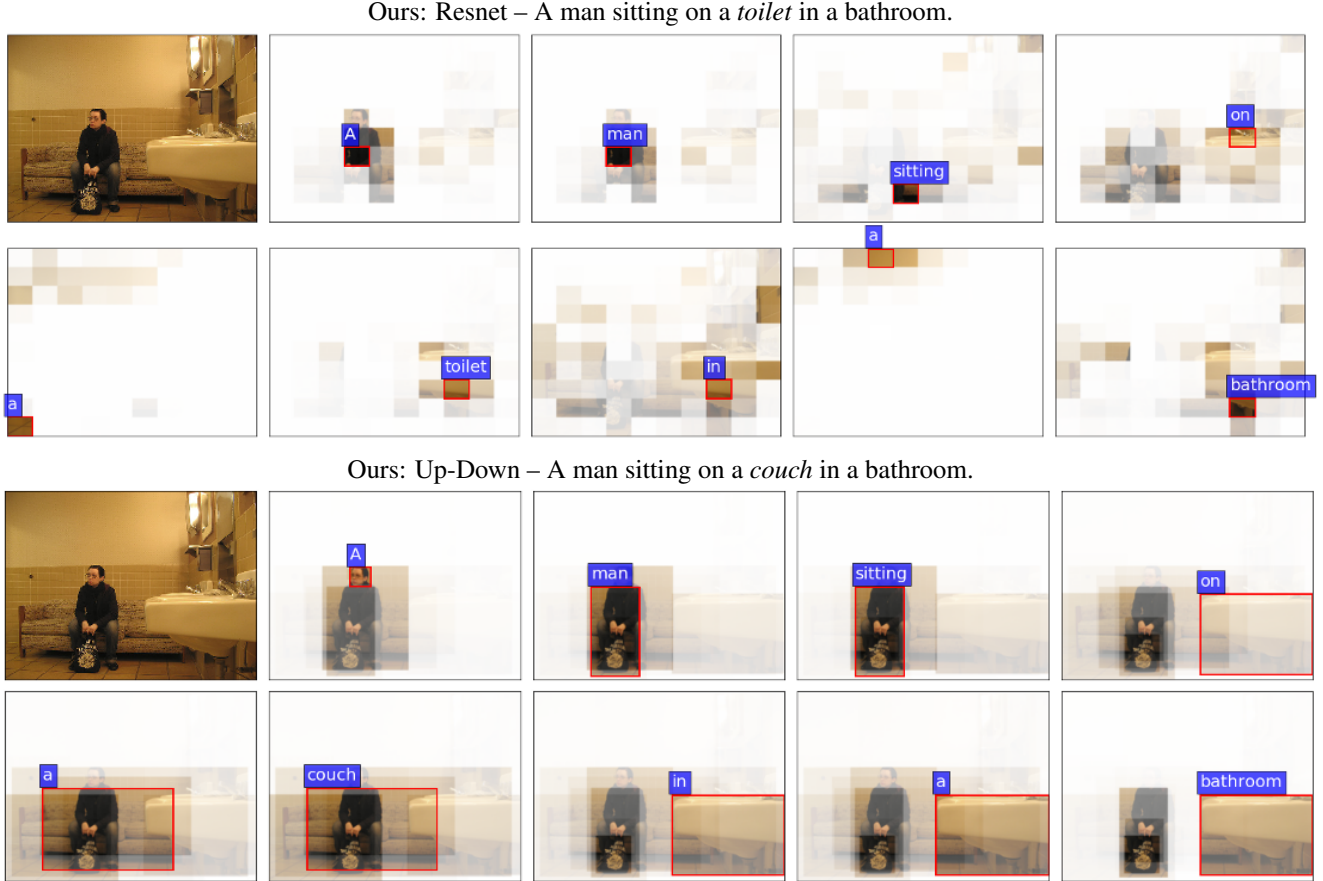 Ours: Resnet – A man sitting on a toilet in a bathroom.
A
man
sitting
on
a
toilet
in
a
bathroom
Ours: Up-Down – A man sitting on a couch in a bathroom.
A
man
sitting
on
a
couch
in
a
bathroom